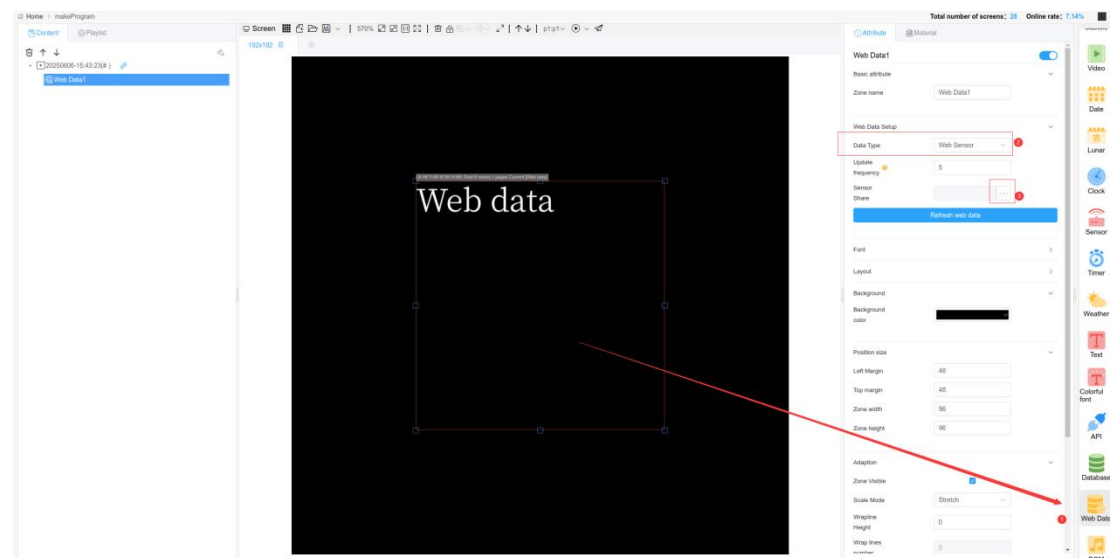 Home > makeProgram
Total number of screens: 28 Online rate: 7.14%
Content
Playlist
Screen
570%
p1:p1
Attribute
Material
192x192
20250606-15:43:23(# )
Web Data1
Web Data1
Basic attribute
Zone name
Web Data1
Web Data Setup
Data Type
Web Sensor
2
Update
frequency
5
Sensor
Share
...
3
Refresh web data
Font
Layout
Background
Background
color
Position size
Left Margin
48
Top margin
48
Zone width
96
Zone height
96
Adaption
Zone Visible
Scale Mode
Stretch
Wrapline
Height
0
Wrap lines
number
0
Web data
Video
Date
Lunar
Clock
Sensor
Timer
Weather
Text
Colorful
font
API
Database
1
Web Data